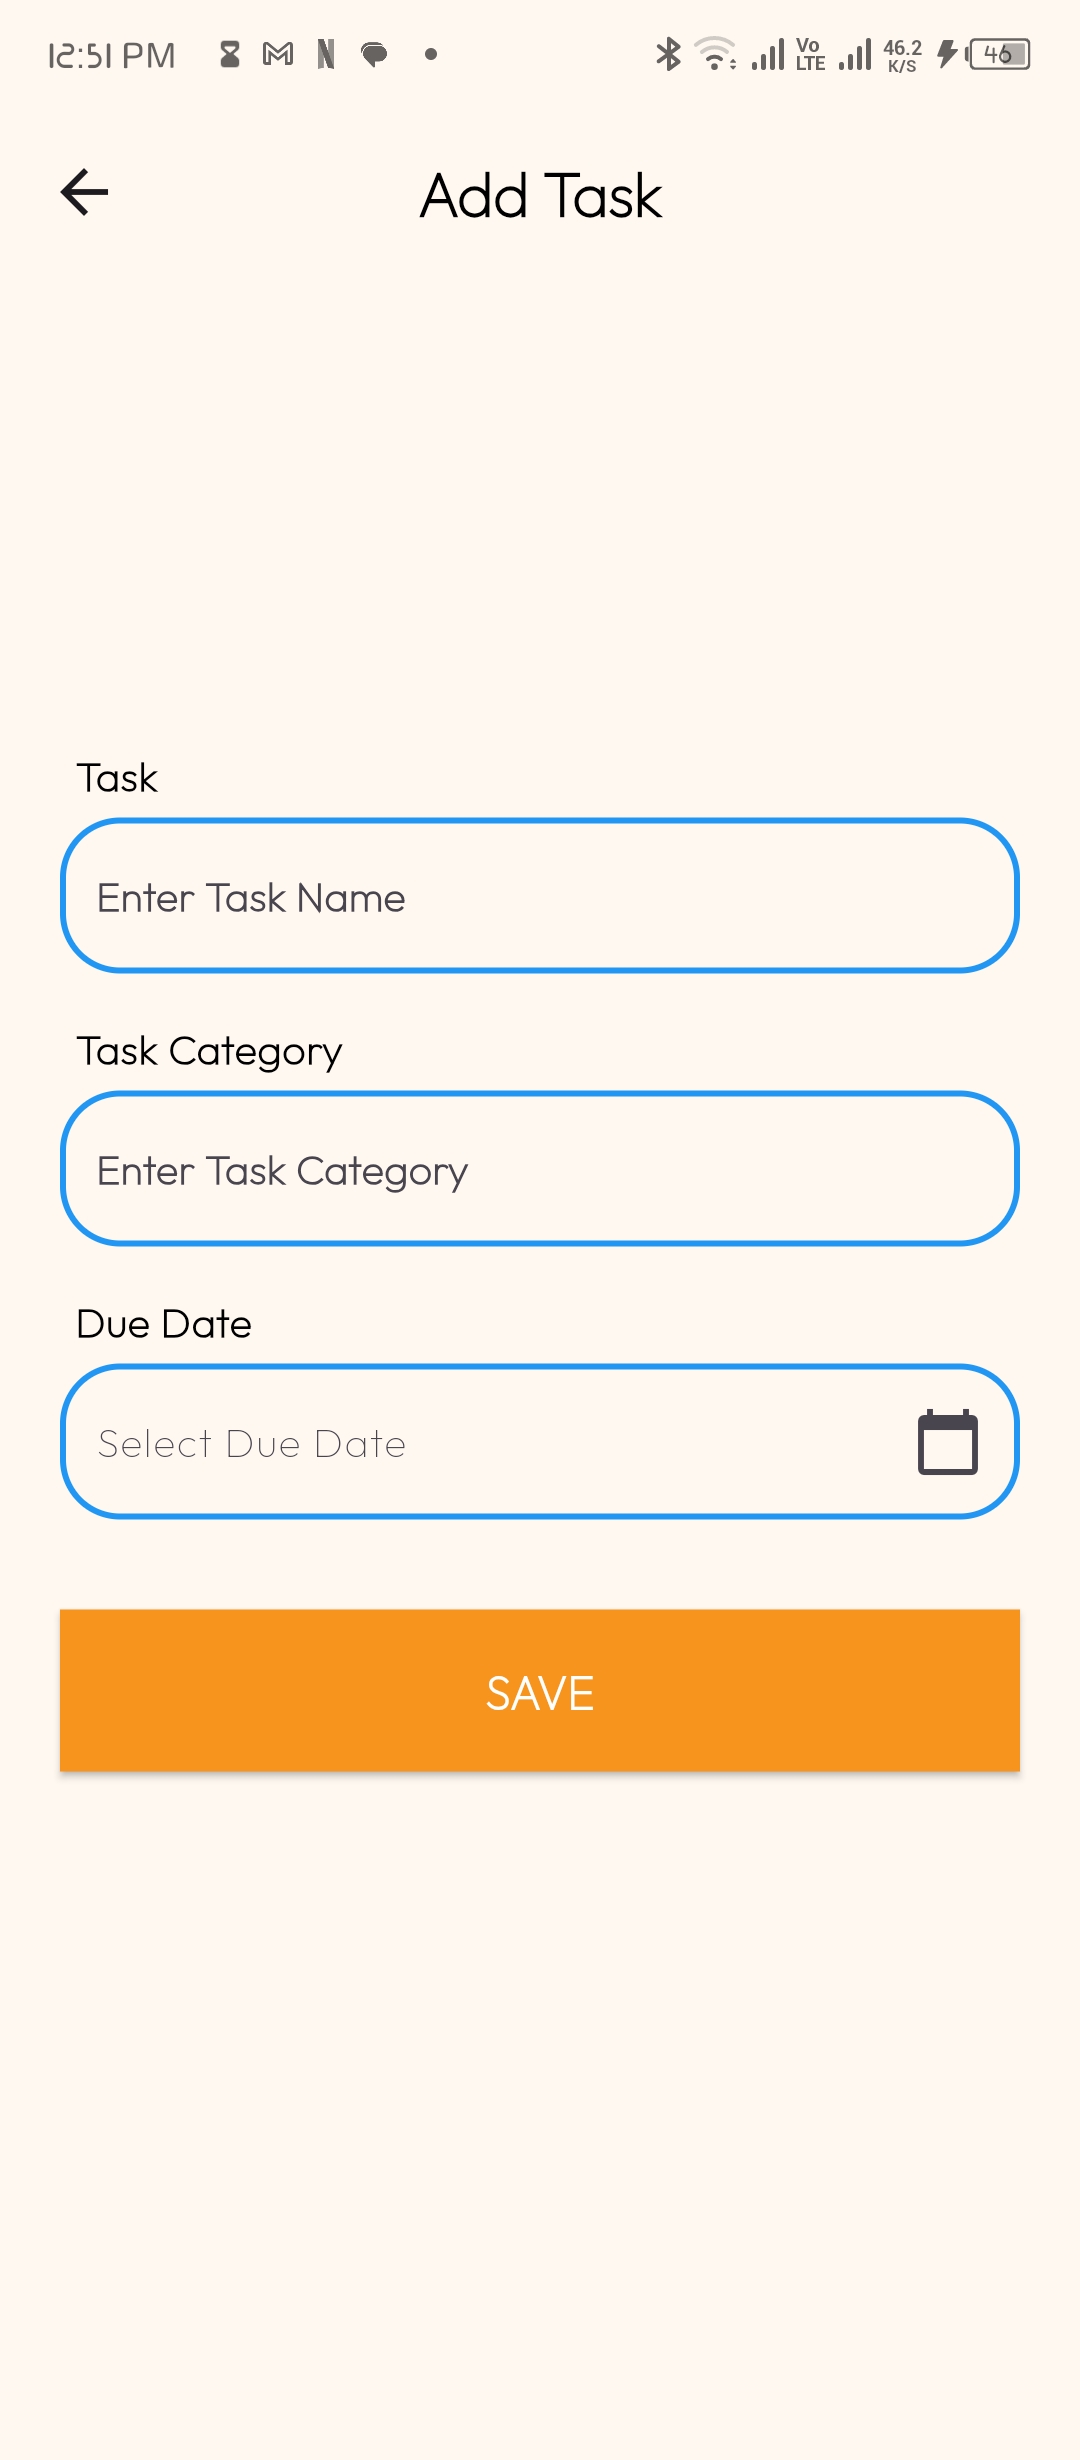 12:51 PM Vo LTE 46.2 K/S 46
Add Task
Task
Enter Task Name
Task Category
Enter Task Category
Due Date
Select Due Date
SAVE